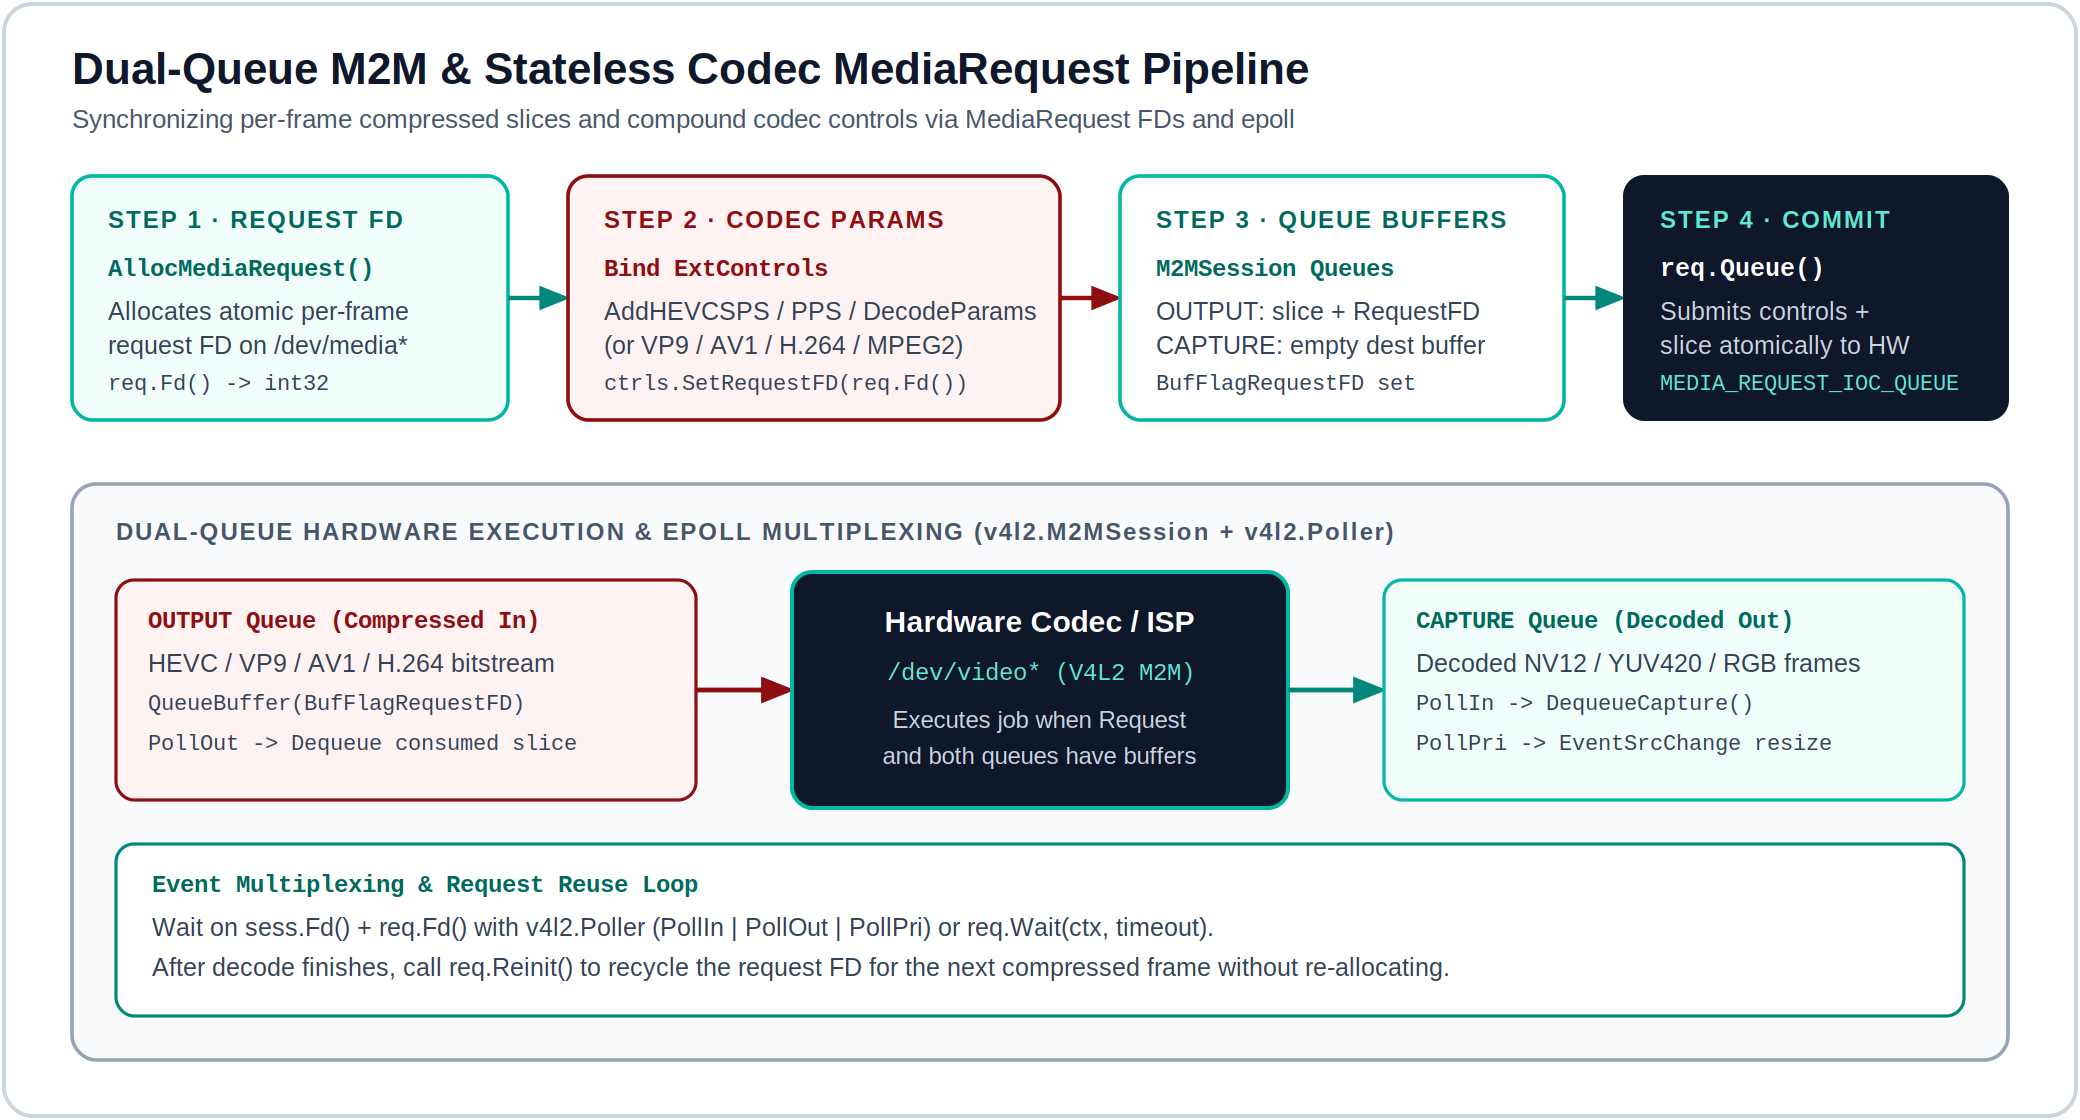 Dual-Queue M2M & Stateless Codec MediaRequest Pipeline
Synchronizing per-frame compressed slices and compound codec controls via MediaRequest FDs and epoll
STEP 1 · REQUEST FD
AllocMediaRequest()
Allocates atomic per-frame
request FD on /dev/media*
req.Fd() -> int32
STEP 2 · CODEC PARAMS
Bind ExtControls
AddHEVCSPS / PPS / DecodeParams
(or VP9 / AV1 / H.264 / MPEG2)
ctrls.SetRequestFD(req.Fd())
STEP 3 · QUEUE BUFFERS
M2MSession Queues
OUTPUT: slice + RequestFD
CAPTURE: empty dest buffer
BufFlagRequestFD set
STEP 4 · COMMIT
req.Queue()
Submits controls +
slice atomically to HW
MEDIA_REQUEST_IOC_QUEUE
DUAL-QUEUE HARDWARE EXECUTION & EPOLL MULTIPLEXING (v4l2.M2MSession + v4l2.Poller)
OUTPUT Queue (Compressed In)
HEVC / VP9 / AV1 / H.264 bitstream
QueueBuffer(BufFlagRequestFD)
PollOut -> Dequeue consumed slice
Hardware Codec / ISP
/dev/video* (V4L2 M2M)
Executes job when Request
and both queues have buffers
CAPTURE Queue (Decoded Out)
Decoded NV12 / YUV420 / RGB frames
PollIn -> DequeueCapture()
PollPri -> EventSrcChange resize
Event Multiplexing & Request Reuse Loop
Wait on sess.Fd() + req.Fd() with v4l2.Poller (PollIn | PollOut | PollPri) or req.Wait(ctx, timeout).
After decode finishes, call req.Reinit() to recycle the request FD for the next compressed frame without re-allocating.